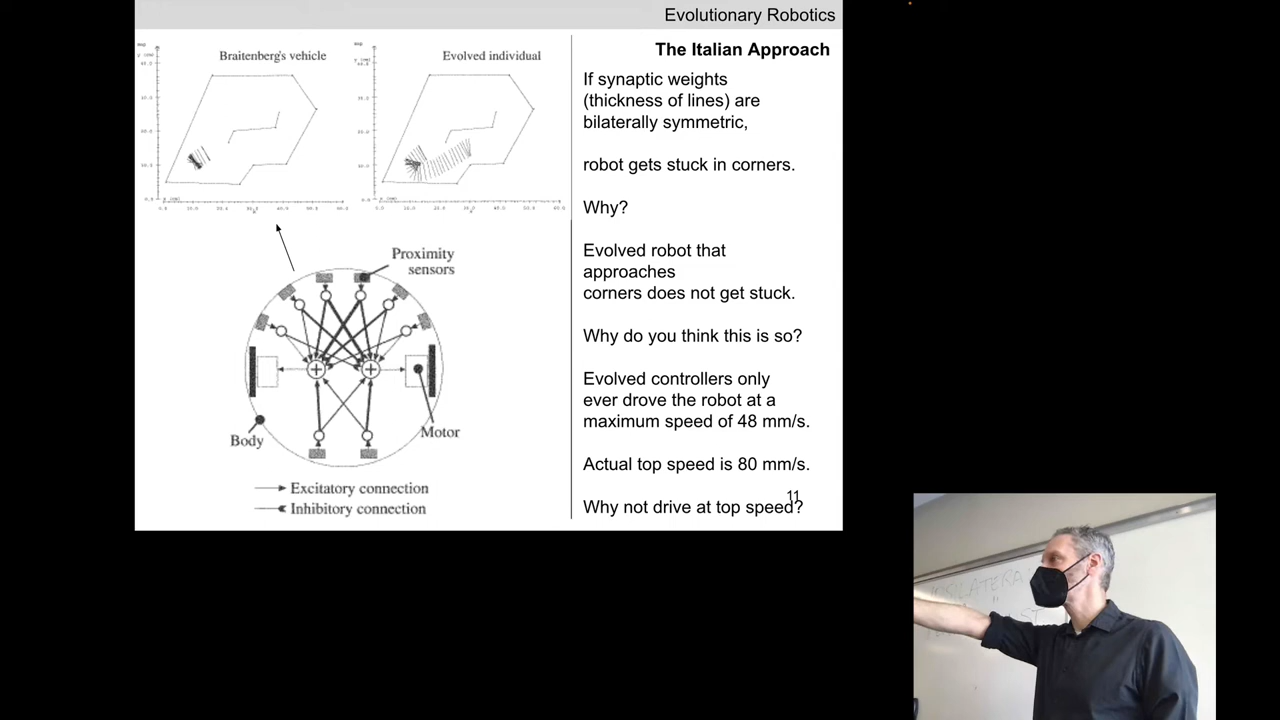 Evolutionary Robotics
The Italian Approach
Braitenberg's vehicle
Evolved individual
If synaptic weights
(thickness of lines) are
bilaterally symmetric,
robot gets stuck in corners.
Why?
Evolved robot that
approaches
corners does not get stuck.
Why do you think this is so?
Evolved controllers only
ever drove the robot at a
maximum speed of 48 mm/s.
Actual top speed is 80 mm/s.
Why not drive at top speed?
11
Proximity
sensors
Body
Motor
Excitatory connection
Inhibitory connection